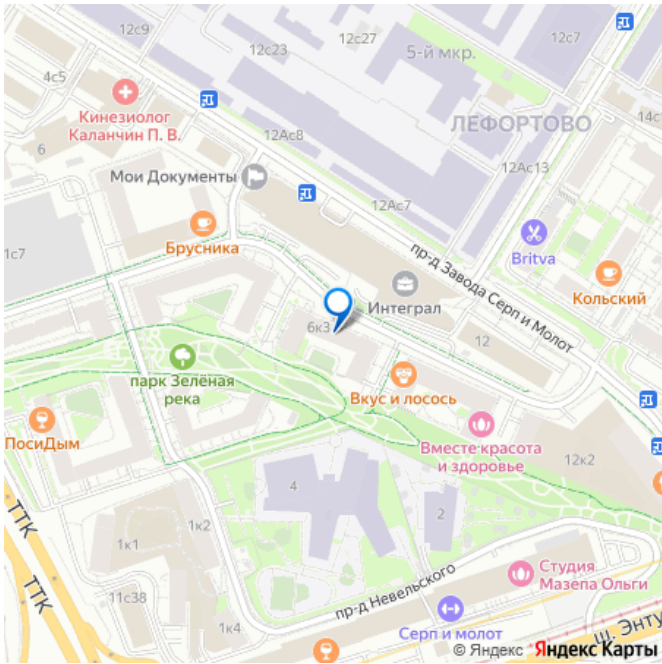 12с9
12с27
12с7
12с23
5-й мкр.
4с5
Кинезиолог
Каланчин П. В.
14с
ЛЕФОРТОВО
12Ас8
6
12Ас13
Мои Документы
12Ас7
Брусника
Britva
1с7
пр-д Завода Серп и Молот
Кольский
Интеграл
6к3
12
парк Зелёная
река
Вкус и лосось
ПосиДым
Вместе красота
и здоровье
12к2
4
2
ТТК
1к2
1к1
ТТК
Студия
Мазепа Ольги
пр-д Невельского
11с38
1к4
Серп и молот
ш. Энту
© Яндекс Яндекс Карты